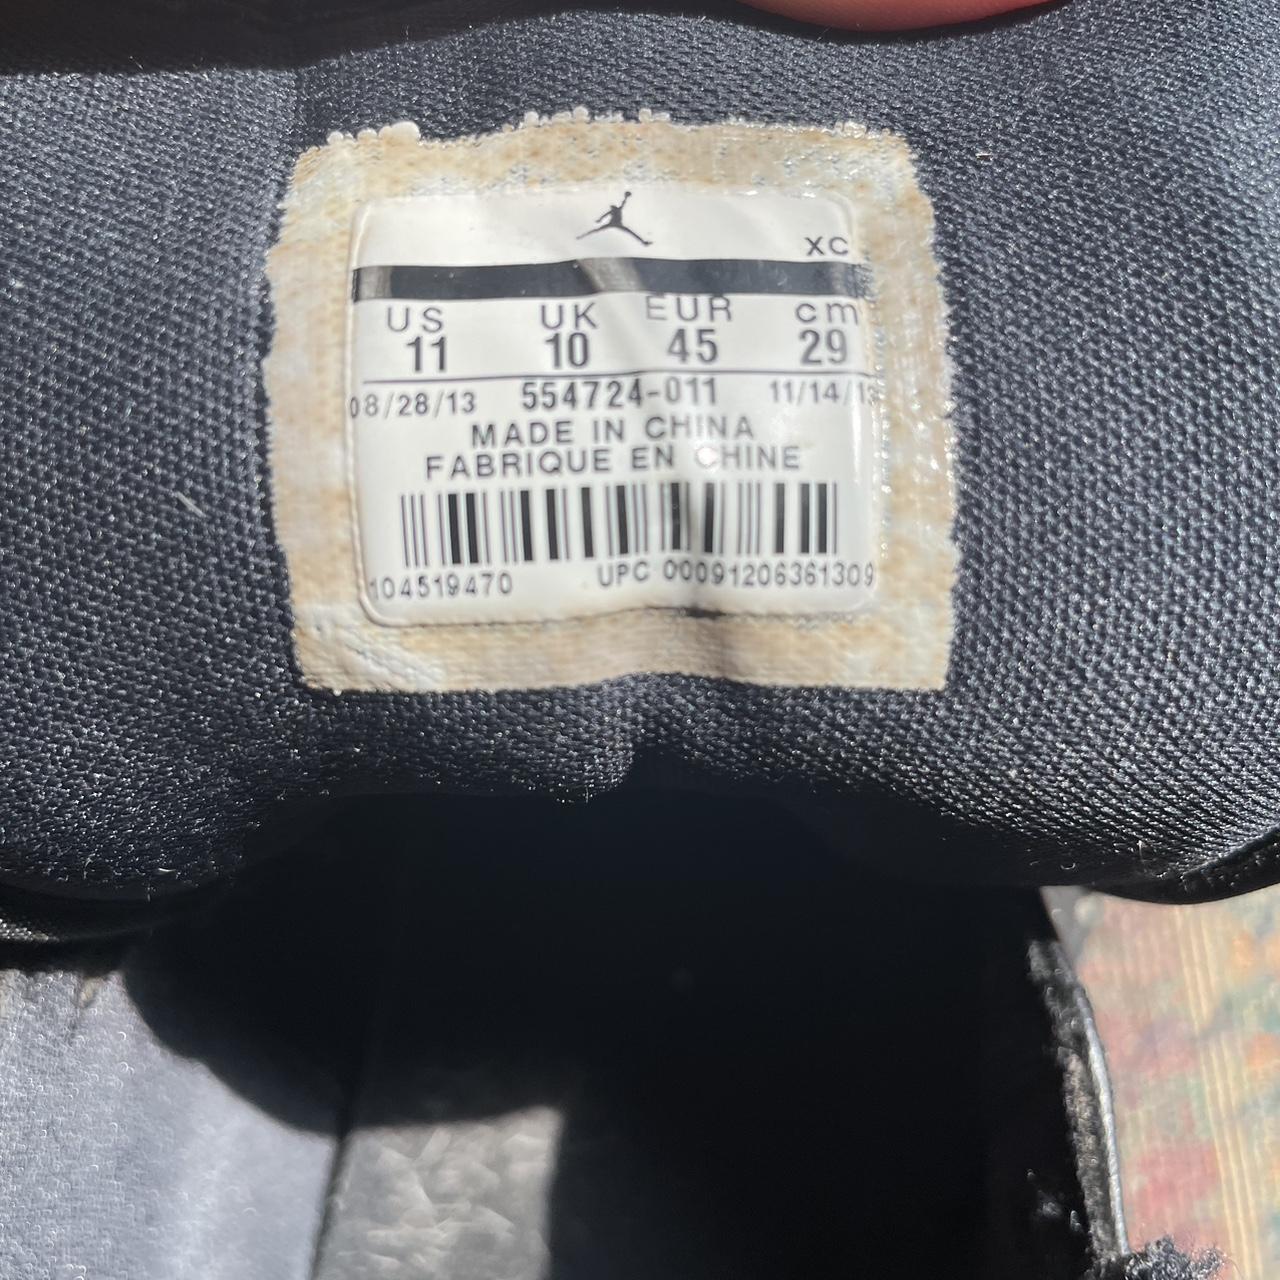 XC
US UK EUR cm
11 10 45 29
08/28/13 554724-011 11/14/13
MADE IN CHINA
FABRIQUE EN CHINE
104519470 UPC 00091206361309